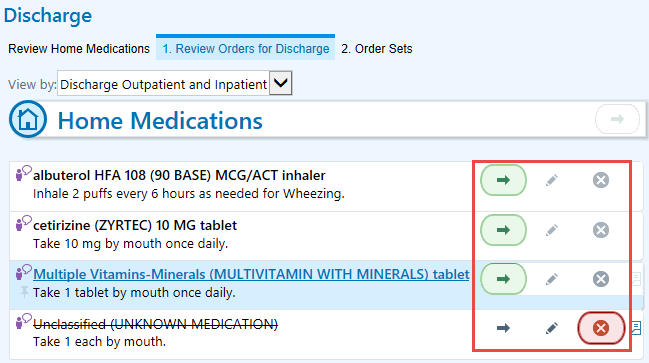 Discharge
Review Home Medications 1. Review Orders for Discharge 2. Order Sets
View by: Discharge Outpatient and Inpatient
Home Medications
albuterol HFA 108 (90 BASE) MCG/ACT inhaler
Inhale 2 puffs every 6 hours as needed for Wheezing.
cetirizine (ZYRTEC) 10 MG tablet
Take 10 mg by mouth once daily.
Multiple Vitamins-Minerals (MULTIVITAMIN WITH MINERALS) tablet
Take 1 tablet by mouth once daily.
Unclassified (UNKNOWN MEDICATION)
Take 1 each by mouth.